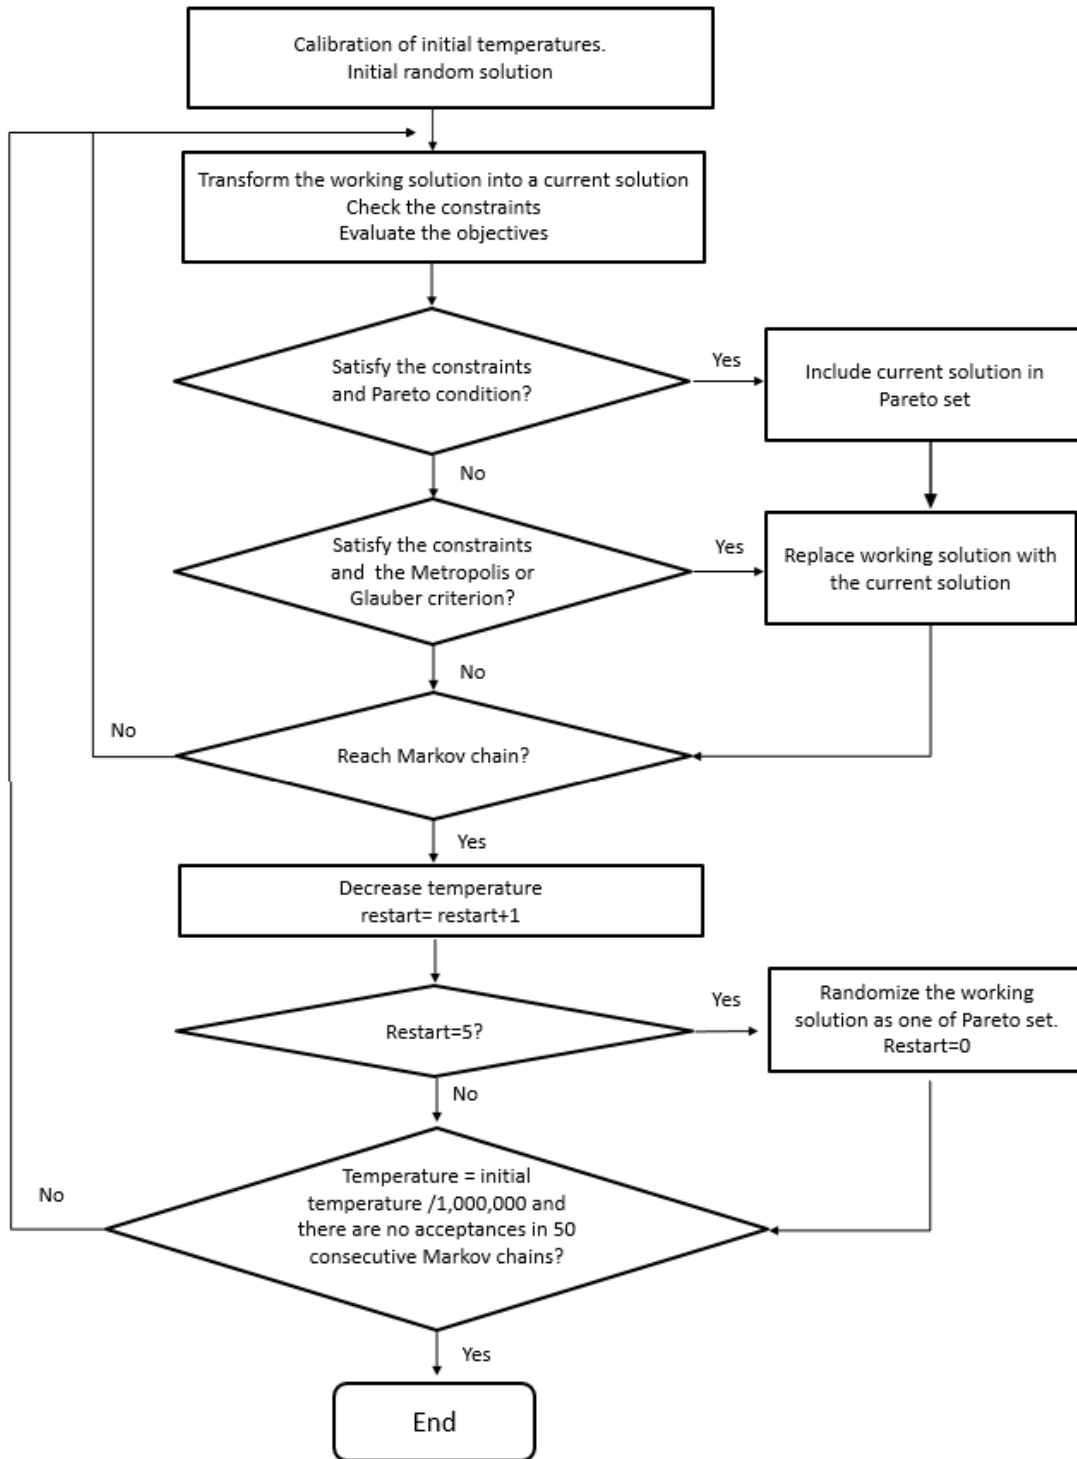 Calibration of initial temperatures.
Initial random solution
Transform the working solution into a current solution
Check the constraints
Evaluate the objectives
Satisfy the constraints
and Pareto condition?
Yes
Include current solution in
Pareto set
No
Satisfy the constraints
and the Metropolis or
Glauber criterion?
Yes
Replace working solution with
the current solution
No
Reach Markov chain?
No
Yes
Decrease temperature
restart= restart+1
Restart=5?
Yes
Randomize the working
solution as one of Pareto set.
Restart=0
No
Temperature = initial
temperature /1,000,000 and
there are no acceptances in 50
consecutive Markov chains?
No
Yes
End